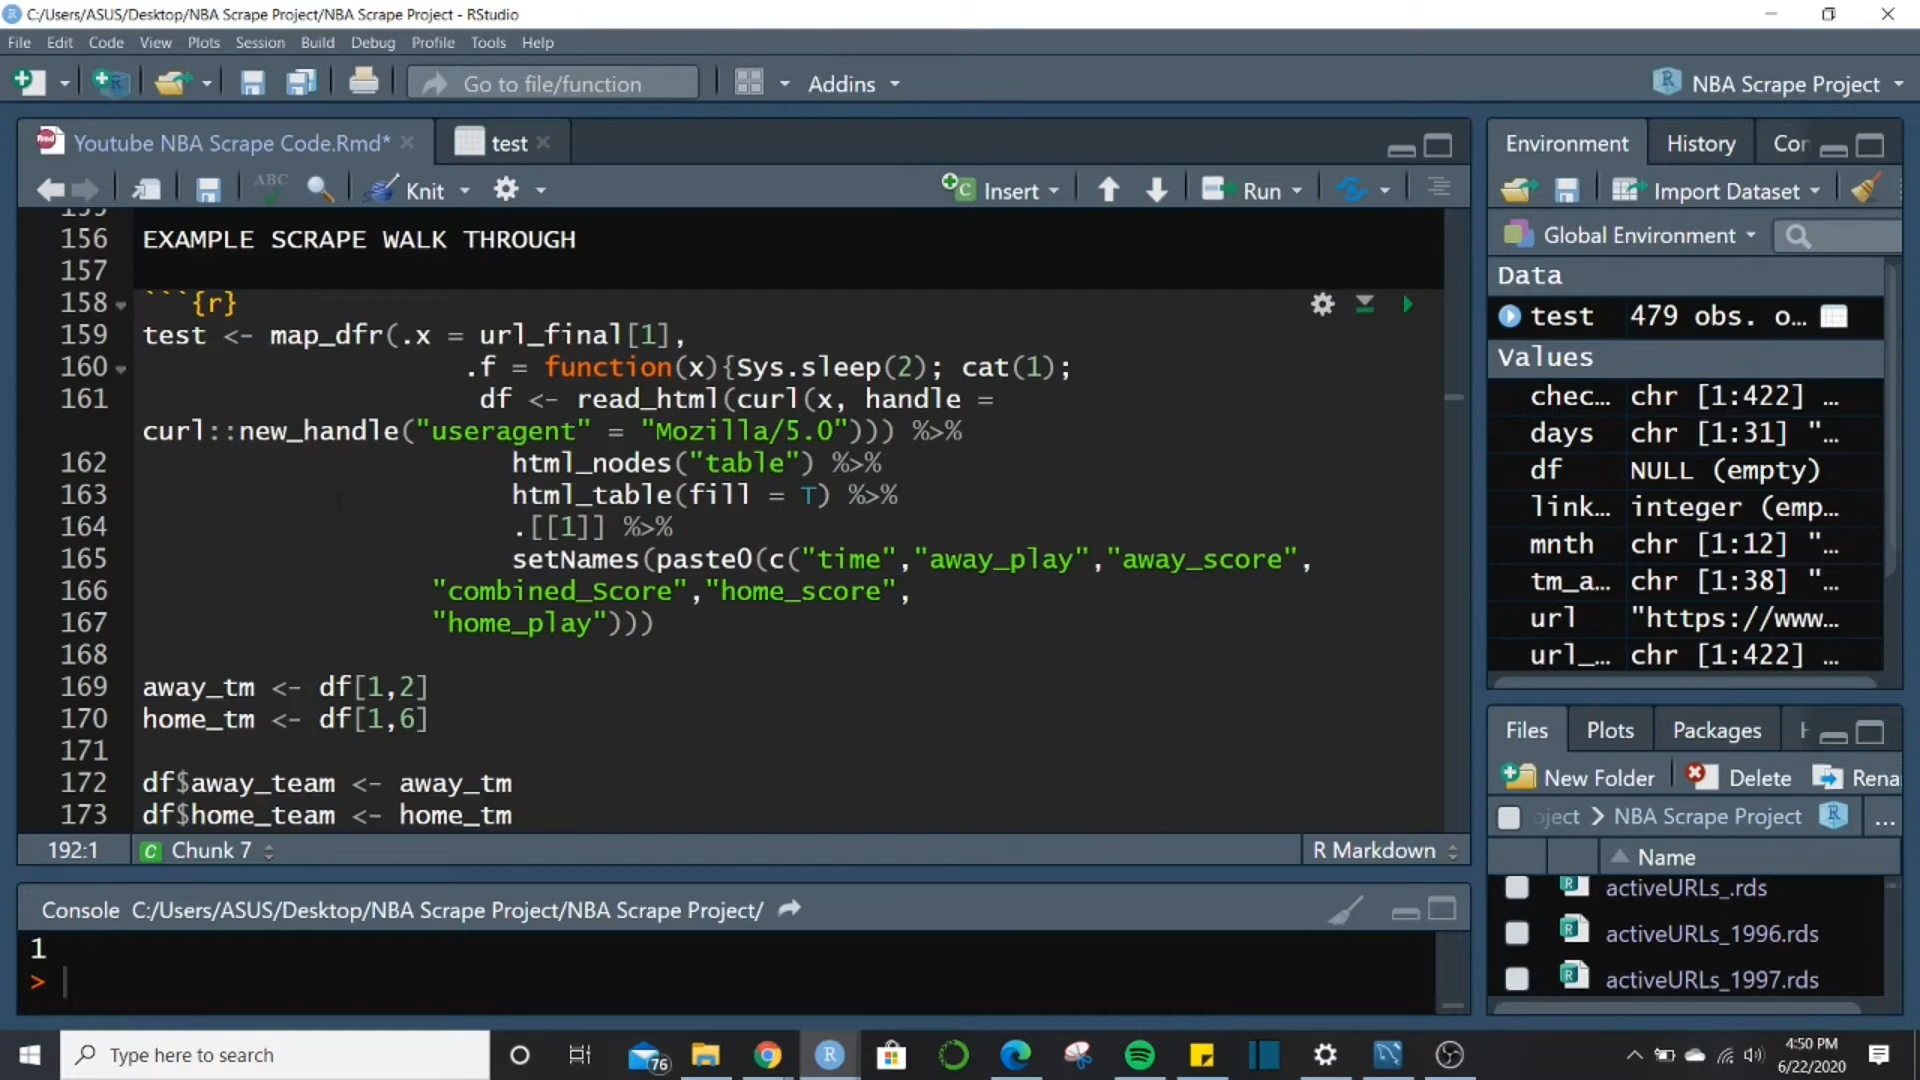 C:/Users/ASUS/Desktop/NBA Scrape Project/NBA Scrape Project - RStudio
File Edit Code View Plots Session Build Debug Profile Tools Help
Go to file/function Addins NBA Scrape Project
Youtube NBA Scrape Code.Rmd* test
ABC Knit Insert Run
155
156 EXAMPLE SCRAPE WALK THROUGH
157
158 ```{r}
159 test <- map_dfr(.x = url_final[1],
160 .f = function(x){Sys.sleep(2); cat(1);
161 df <- read_html(curl(x, handle =
curl::new_handle("useragent" = "Mozilla/5.0"))) %>%
162 html_nodes("table") %>%
163 html_table(fill = T) %>%
164 .[[1]] %>%
165 setNames(paste0(c("time","away_play","away_score",
166 "combined_Score","home_score",
167 "home_play")))
168
169 away_tm <- df[1,2]
170 home_tm <- df[1,6]
171
172 df$away_team <- away_tm
173 df$home_team <- home_tm
192:1 C Chunk 7 R Markdown
Console C:/Users/ASUS/Desktop/NBA Scrape Project/NBA Scrape Project/
1
>
Environment History Cor
Import Dataset
Global Environment
Data
test 479 obs. o…
Values
chec… chr [1:422] …
days chr [1:31] "…
df NULL (empty)
link… integer (emp…
mnth chr [1:12] "…
tm_a… chr [1:38] "…
url "https://www…
url_… chr [1:422] …
Files Plots Packages
New Folder Delete Rena
oject > NBA Scrape Project ...
Name
activeURLs_.rds
activeURLs_1996.rds
activeURLs_1997.rds
Type here to search 76
4:50 PM
6/22/2020